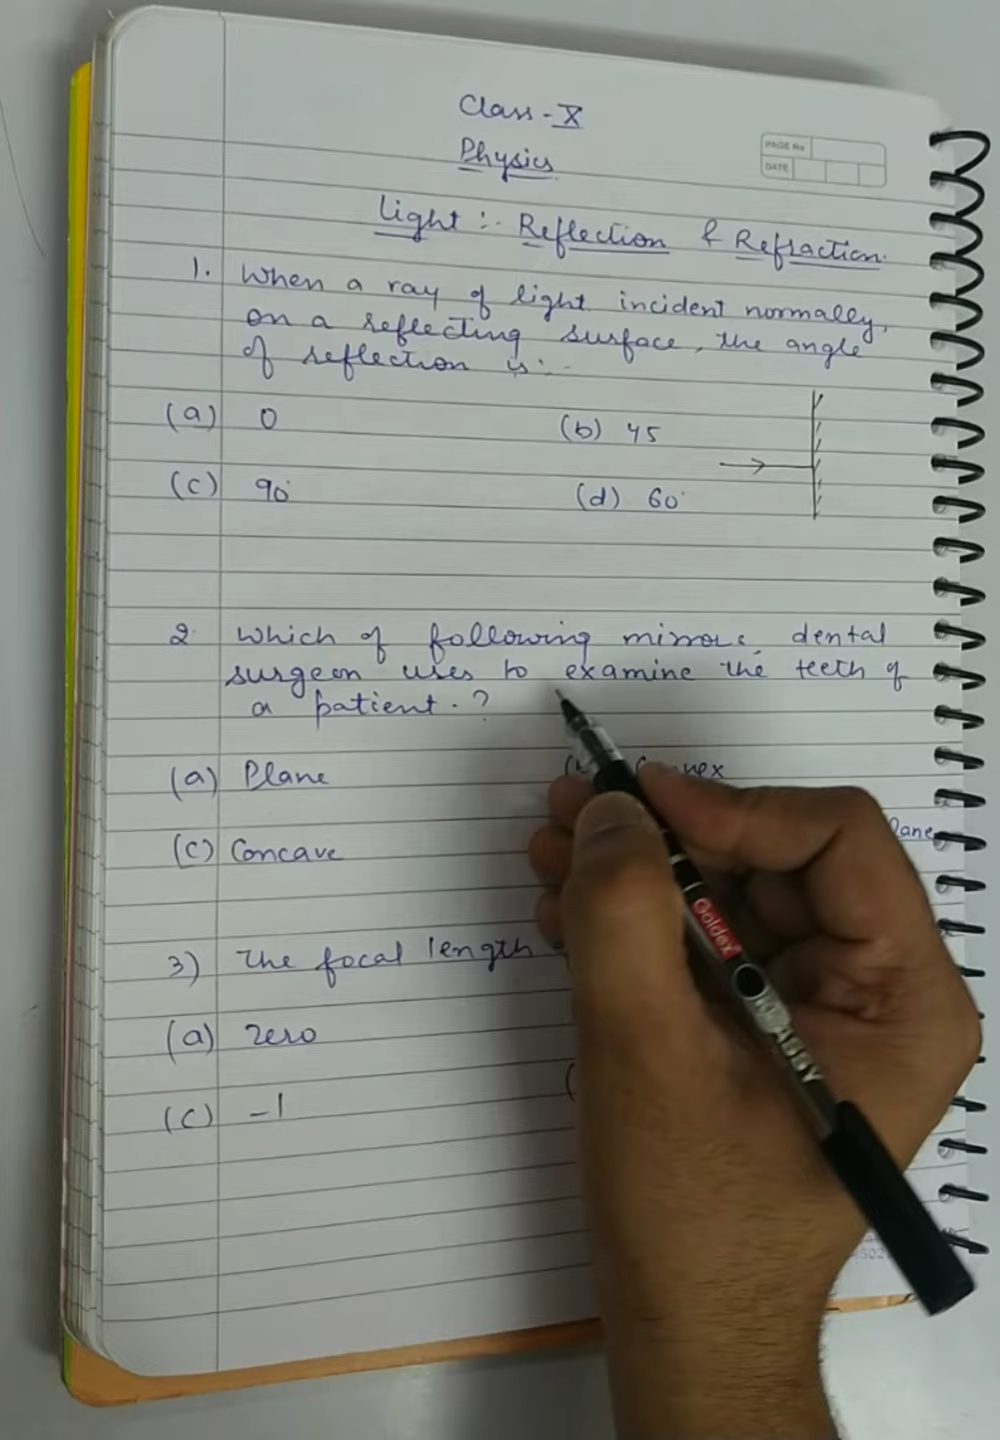 Class - X
Physics
PAGE No
DATE
Light :- Reflection & Refraction.
1. When a ray of light incident normally,
on a reflecting surface, the angle
of reflection is :-
(a) 0 (b) 45
(c) 90° (d) 60°
2. Which of following mirrors dental
surgeon uses to examine the teeth of
a patient. ?
(a) Plane
(c) Concave
3) The focal length
(a) Zero
(c) -1
Goldex
KLASSY